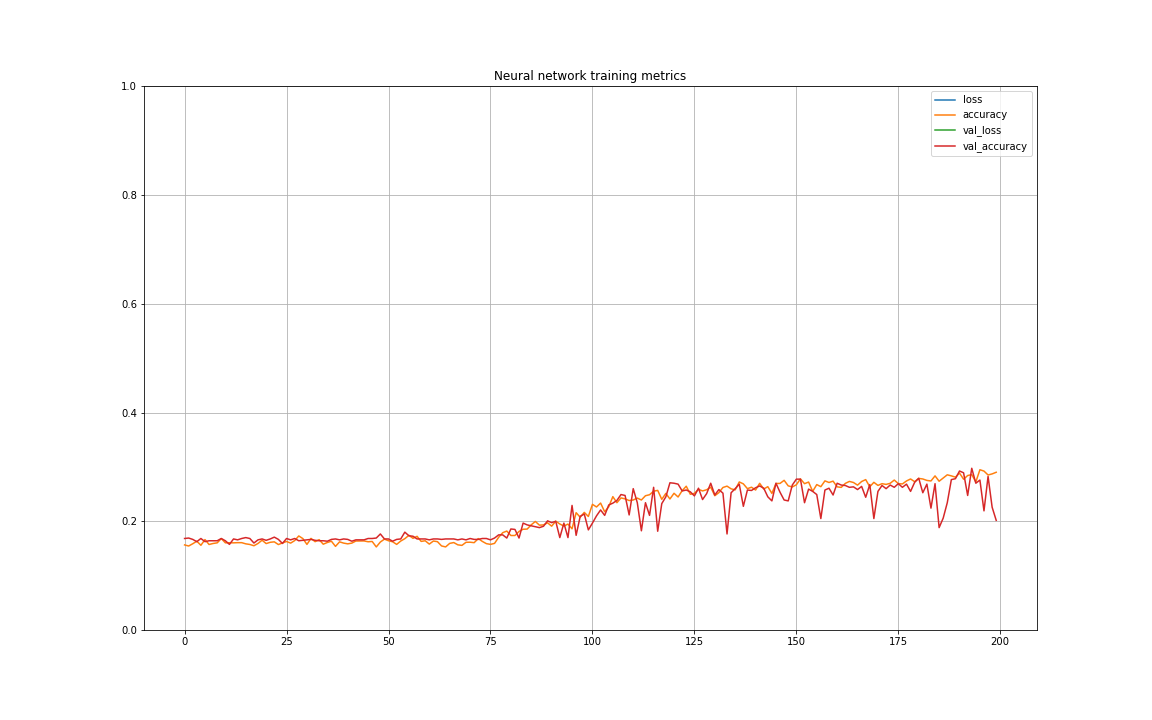 Neural network training metrics
1.0
0.8
0.6
0.4
0.2
0.0
loss
accuracy
val_loss
val_accuracy
0 25 50 75 100 125 150 175 200